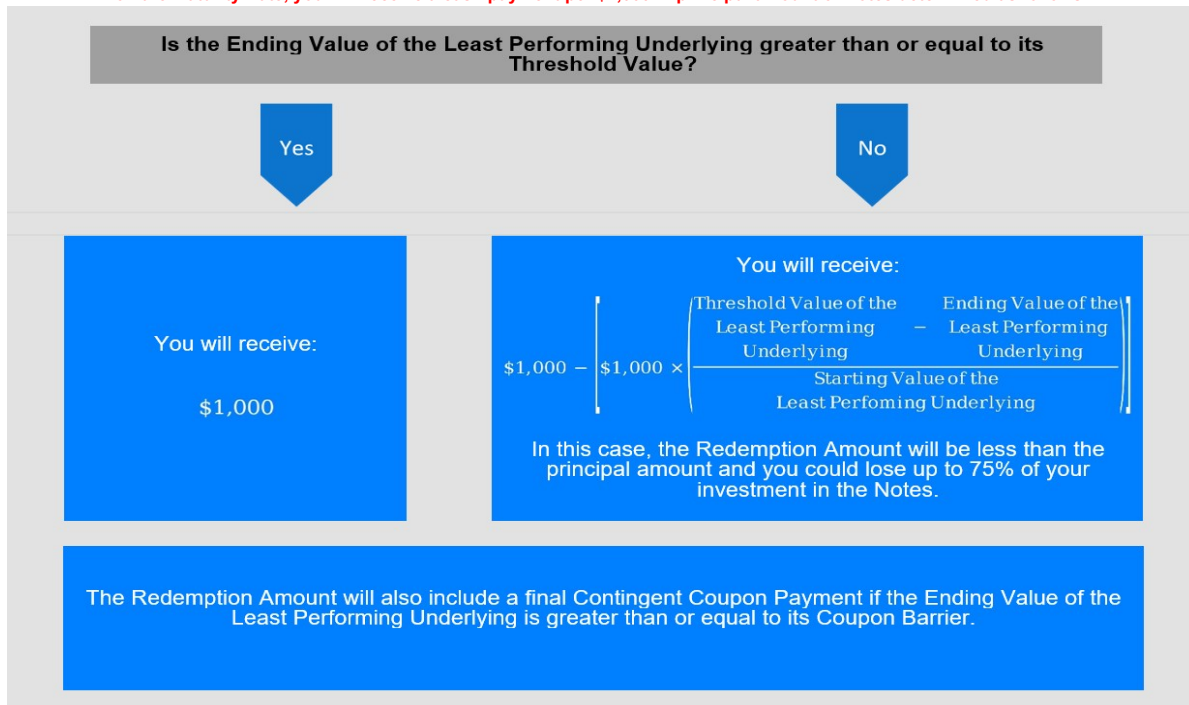 Is the Ending Value of the Least Performing Underlying greater than or equal to its
Threshold Value?
Yes
No
You will receive:
$1,000
You will receive:
$1,000 − [$1,000 × (
Threshold Value of the
Least Performing
Underlying
−
Ending Value of the
Least Performing
Underlying
Starting Value of the
Least Perfoming Underlying
)]
In this case, the Redemption Amount will be less than the
principal amount and you could lose up to 75% of your
investment in the Notes.
The Redemption Amount will also include a final Contingent Coupon Payment if the Ending Value of the
Least Performing Underlying is greater than or equal to its Coupon Barrier.